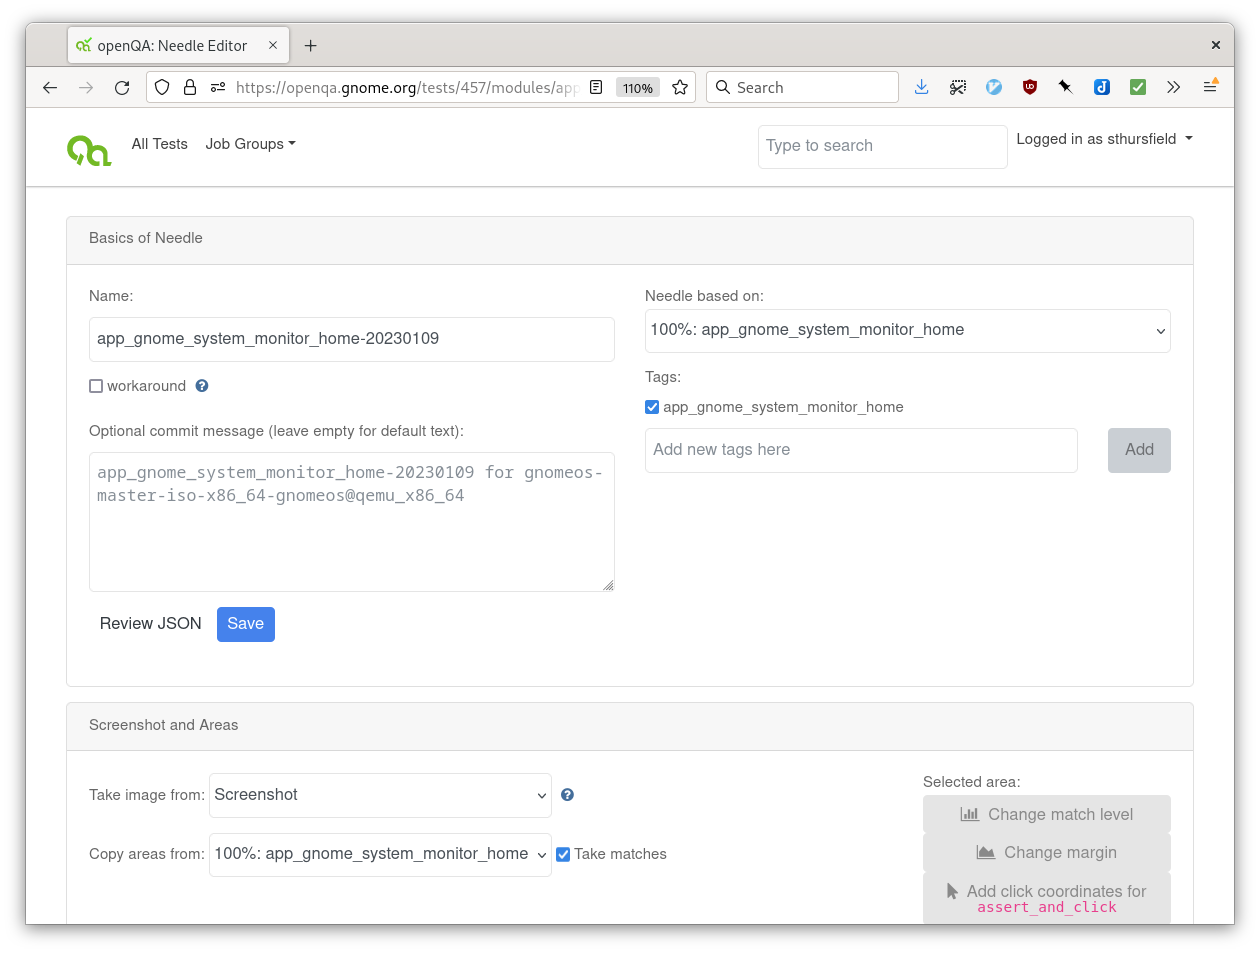 openQA: Needle Editor
https://openqa.gnome.org/tests/457/modules/app
110%
Search
All Tests
Job Groups
Type to search
Logged in as sthursfield
Basics of Needle
Name:
app_gnome_system_monitor_home-20230109
workaround
Optional commit message (leave empty for default text):
app_gnome_system_monitor_home-20230109 for gnomeos-
master-iso-x86_64-gnomeos@qemu_x86_64
Review JSON
Save
Needle based on:
100%: app_gnome_system_monitor_home
Tags:
app_gnome_system_monitor_home
Add new tags here
Add
Screenshot and Areas
Take image from:
Screenshot
Copy areas from:
100%: app_gnome_system_monitor_home
Take matches
Selected area:
Change match level
Change margin
Add click coordinates for
assert_and_click